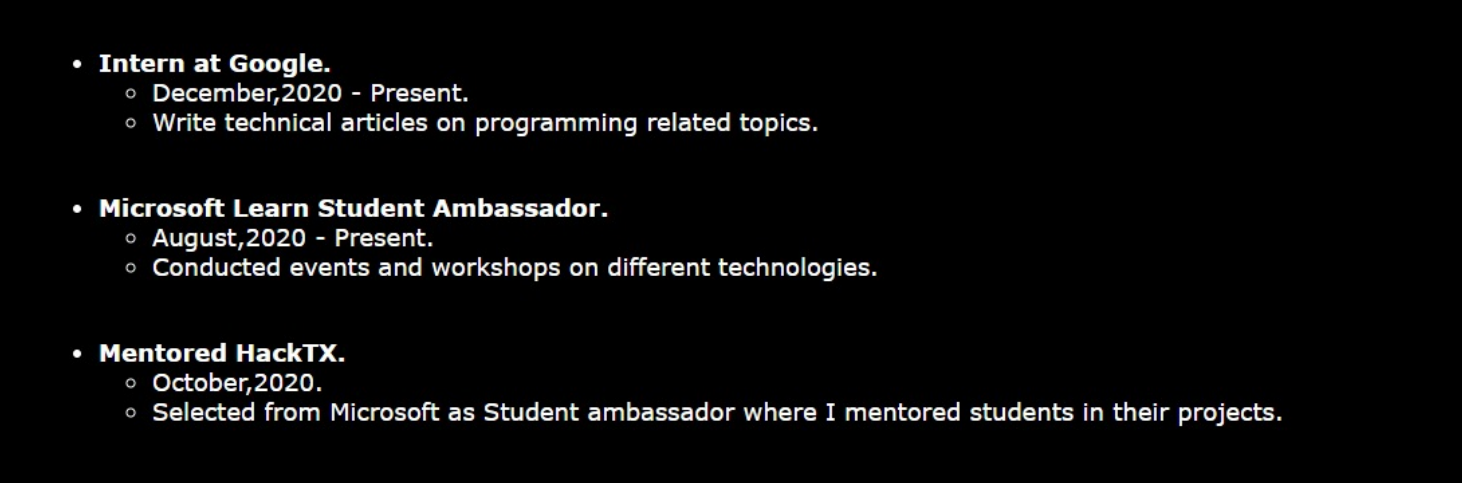 Intern at Google.
December,2020 - Present.
Write technical articles on programming related topics.
Microsoft Learn Student Ambassador.
August,2020 - Present.
Conducted events and workshops on different technologies.
Mentored HackTX.
October,2020.
Selected from Microsoft as Student ambassador where I mentored students in their projects.